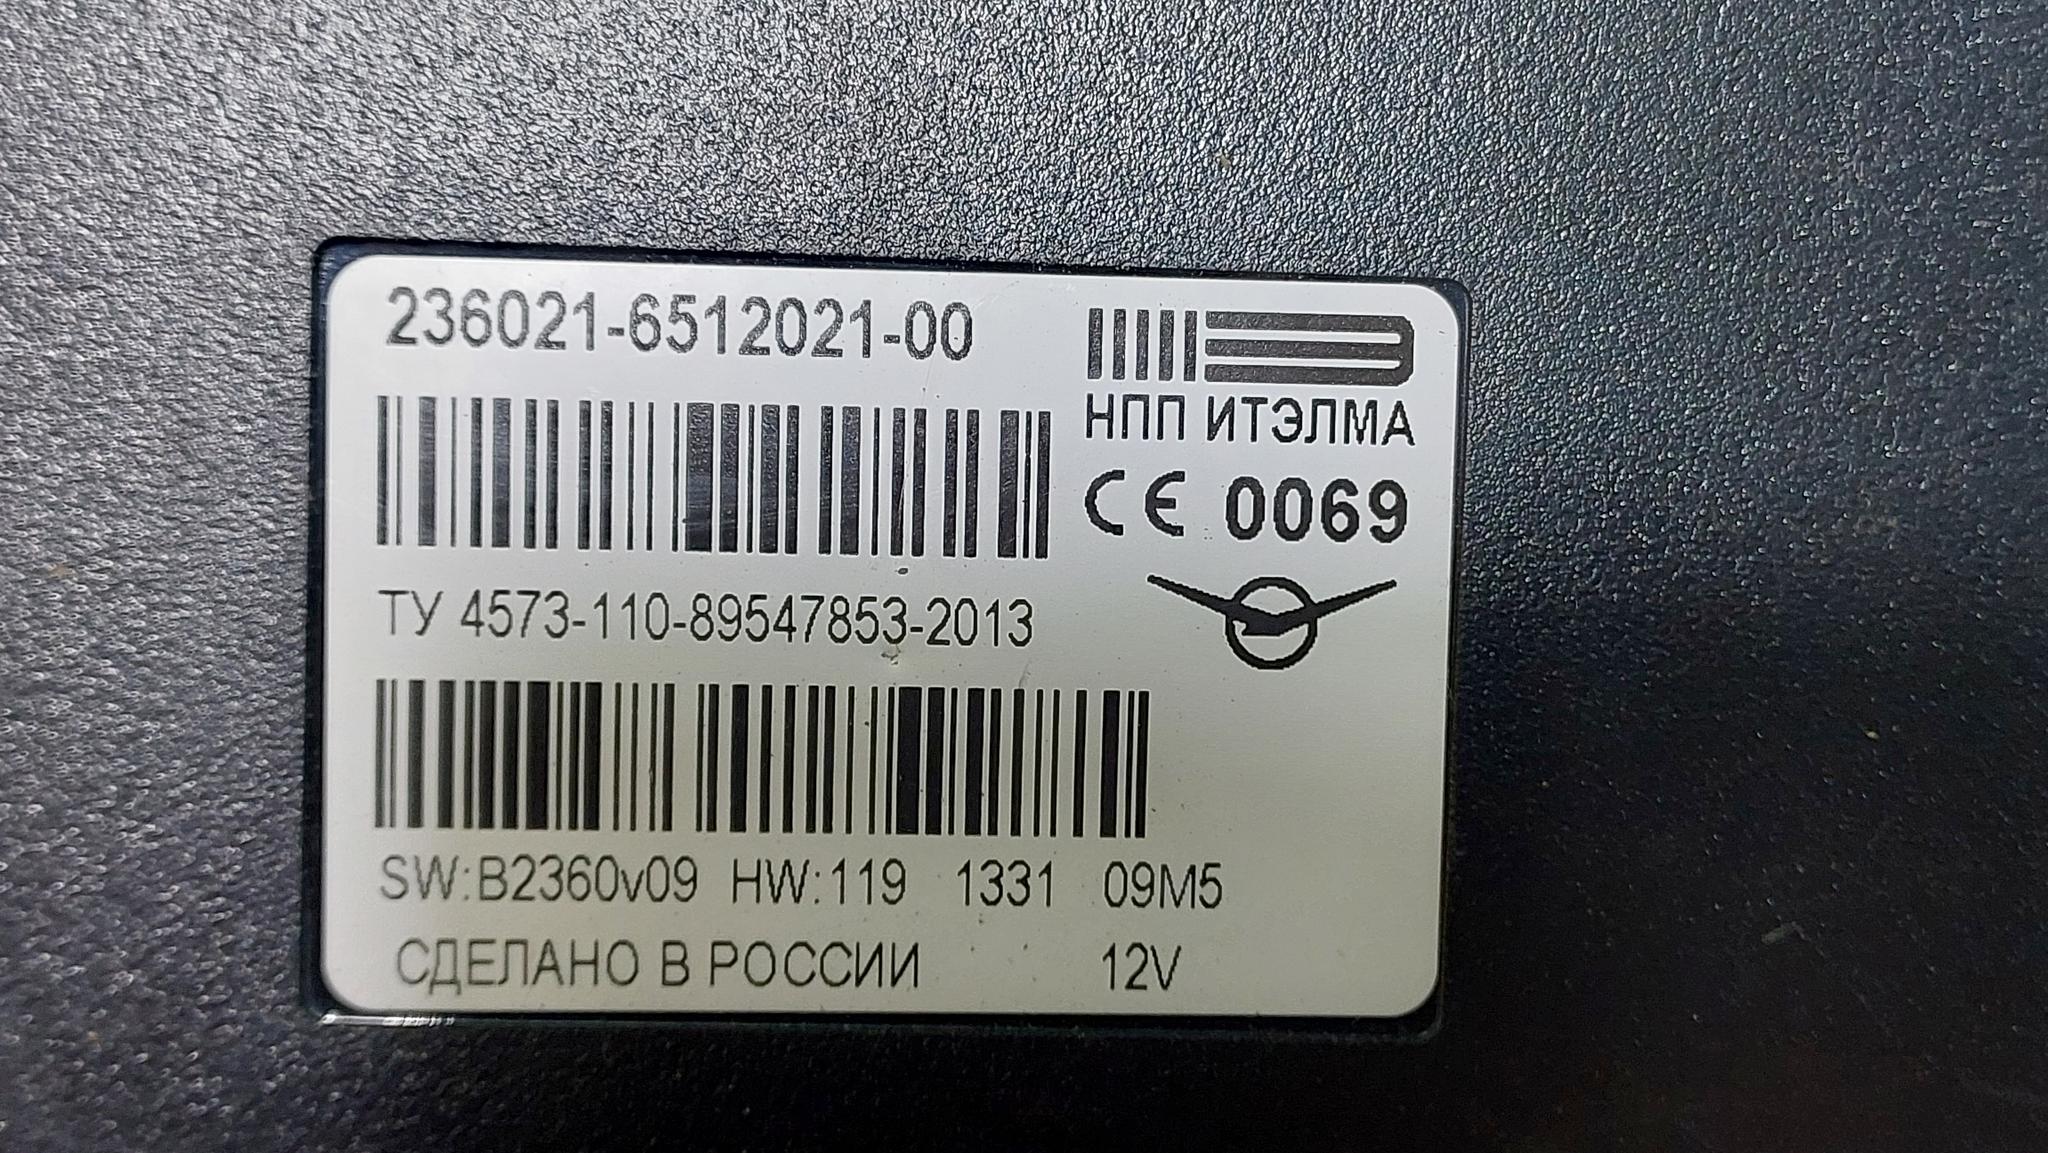 236021-6512021-00
НПП ИТЭЛМА
CE 0069
ТУ 4573-110-89547853-2013
SW:B2360v09 HW:119 1331 09M5
СДЕЛАНО В РОССИИ 12V